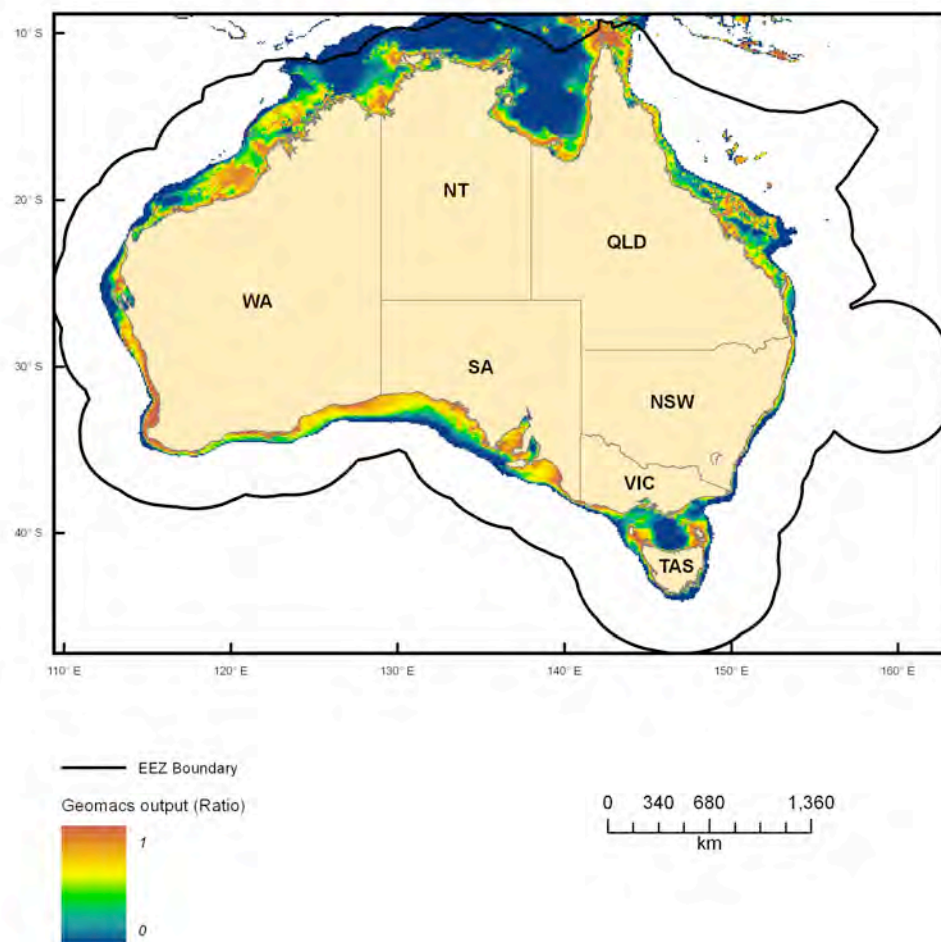 10° S
20° S
30° S
40° S
NT
QLD
WA
SA
NSW
VIC
TAS
110° E
120° E
130° E
140° E
150° E
160° E
EEZ Boundary
Geomacs output (Ratio)
1
0
0 340 680 1,360
km